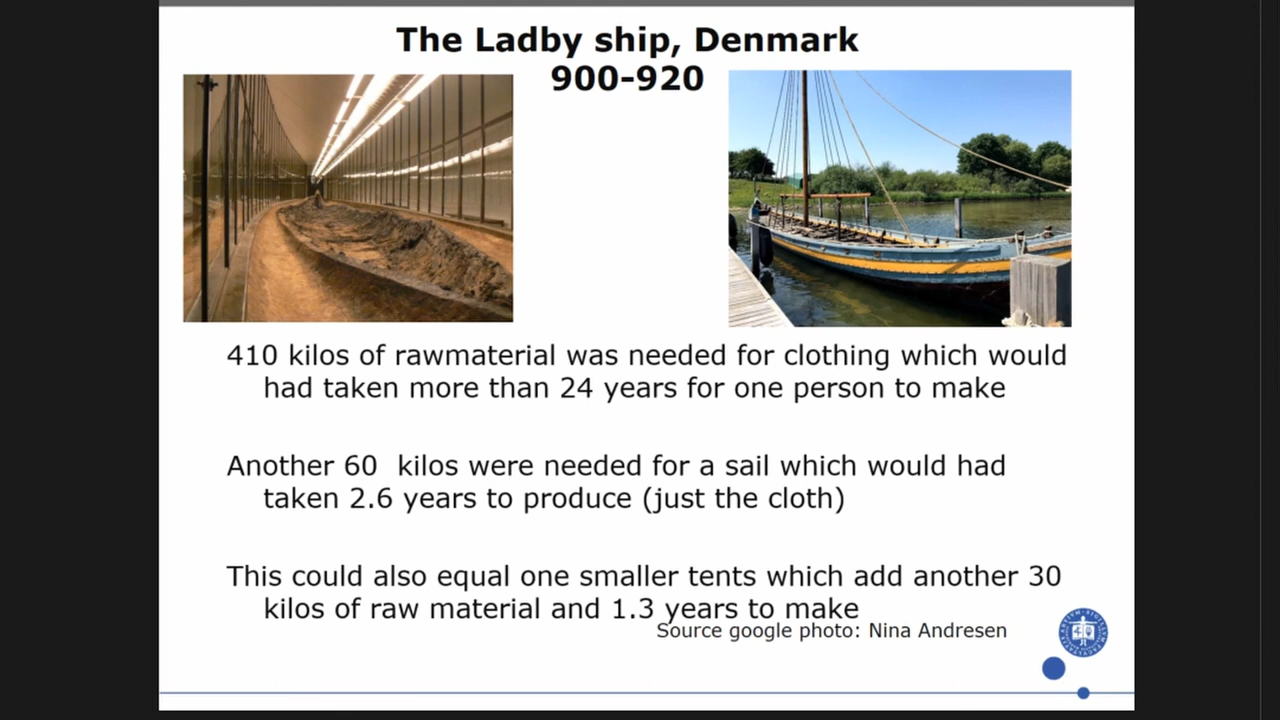 The Ladby ship, Denmark
900-920
410 kilos of rawmaterial was needed for clothing which would
had taken more than 24 years for one person to make
Another 60  kilos were needed for a sail which would had
taken 2.6 years to produce (just the cloth)
This could also equal one smaller tents which add another 30
kilos of raw material and 1.3 years to make
Source google photo: Nina Andresen